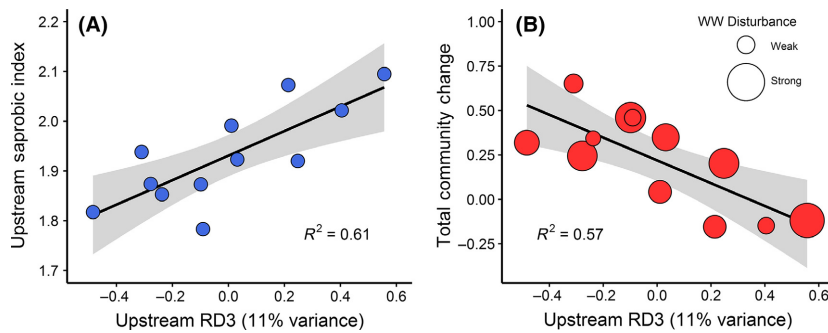 (A)
2.2
2.1
2.0
1.9
1.8
1.7
Upstream saprobic index
R² = 0.61
−0.4 −0.2 0.0 0.2 0.4 0.6
Upstream RD3 (11% variance)
(B)
1.00
0.75
0.50
0.25
0.00
−0.25
Total community change
WW Disturbance
Weak
Strong
R² = 0.57
−0.4 −0.2 0.0 0.2 0.4 0.6
Upstream RD3 (11% variance)